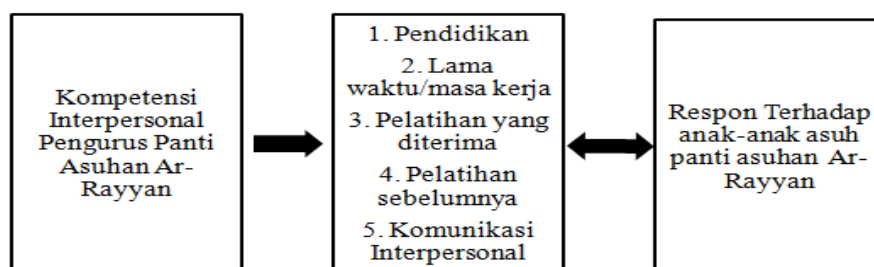 Kompetensi
Interpersonal
Pengurus Panti
Asuhan Ar-
Rayyan
1. Pendidikan
2. Lama
waktu/masa kerja
3. Pelatihan yang
diterima
4. Pelatihan
sebelumnya
5. Komunikasi
Interpersonal
Respon Terhadap
anak-anak asuh
panti asuhan Ar-
Rayyan